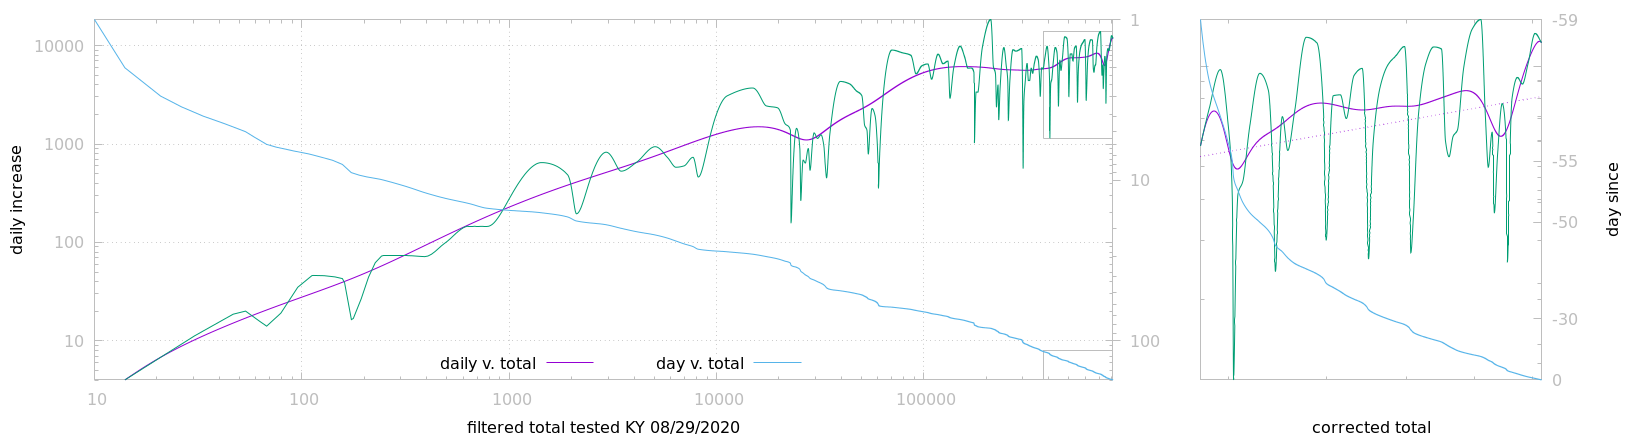 10000
1000
100
10
daily increase
10
100
1000
10000
100000
filtered total tested KY 08/29/2020
daily v. total
day v. total
1
10
100
-59
-55
-50
-30
0
day since
corrected total